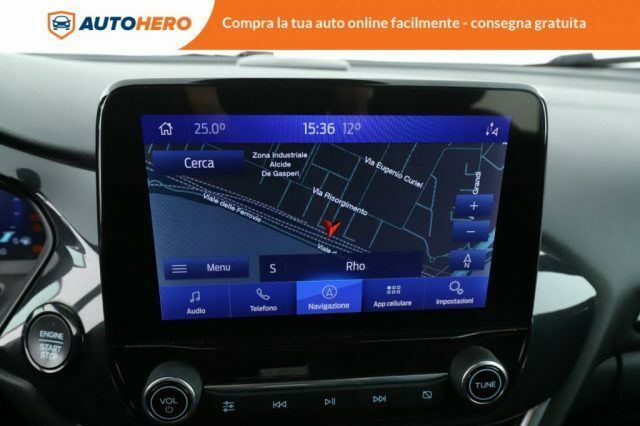 AUTOHERO
Compra la tua auto online facilmente - consegna gratuita
25.0°
15:36
12°
Cerca
Zona Industriale
Alcide
De Gasperi
Via Eugenio Curiel
Grandi
Via Risorgimento
Viale delle Ferrovie
+
−
N
Menu
S
Rho
Audio
Telefono
Navigazione
App cellulare
Impostazioni
ENGINE
START
STOP
VOL
TUNE